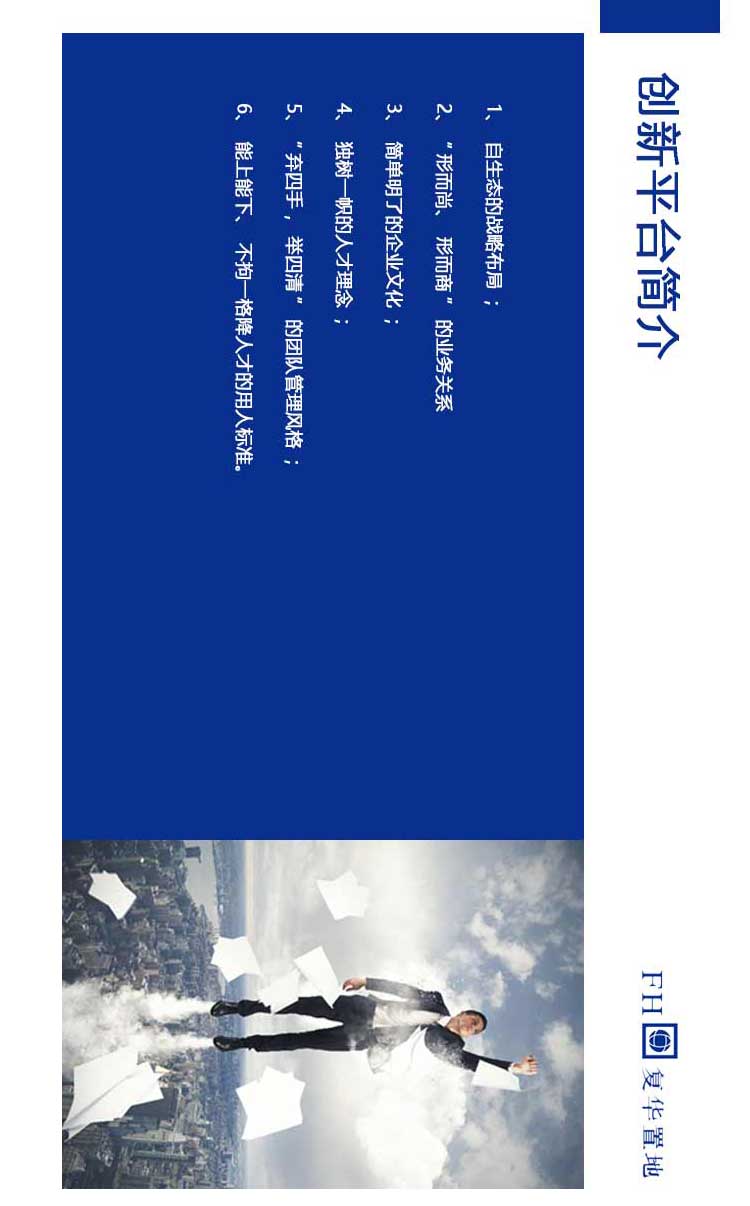 创新平台简介
FH 复华置地
1、 自生态的战略布局；
2、 “形而尚、 形而商” 的业务关系
3、 简单明了的企业文化；
4、 独树一帜的人才理念；
5、 “弃四手， 举四清” 的团队管理风格；
6、 能上能下、 不拘一格降人才的用人标准。